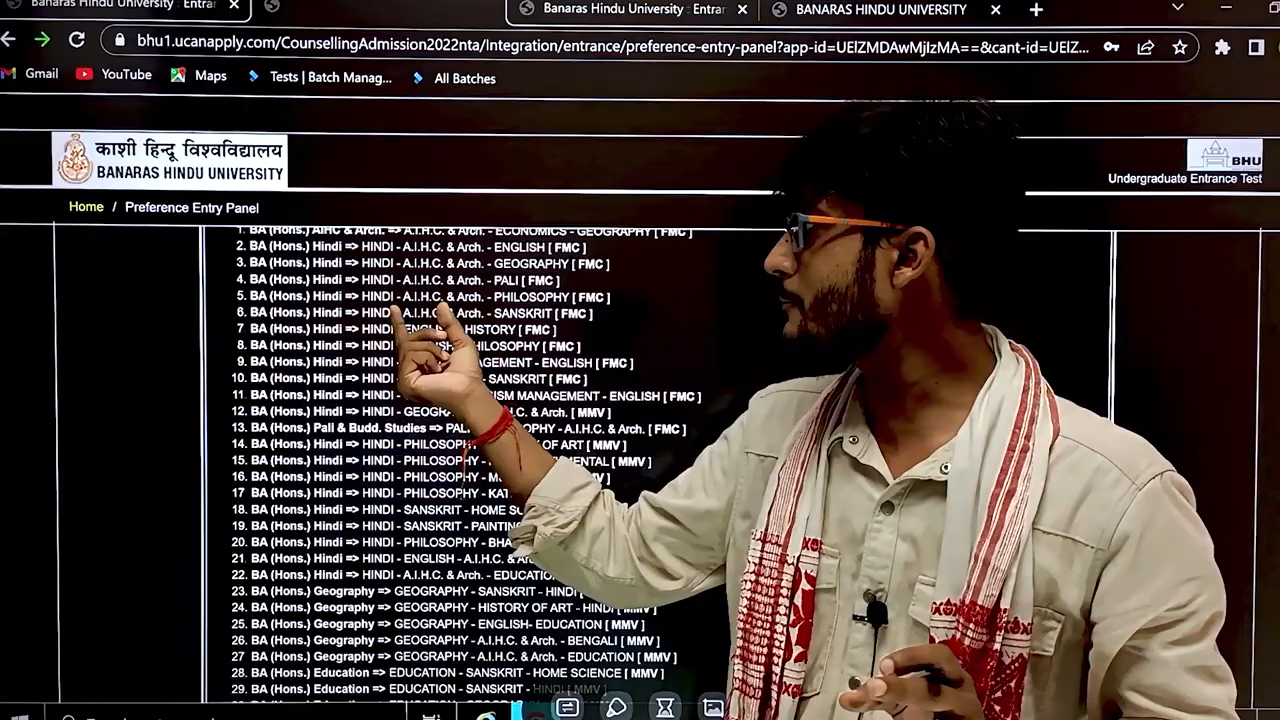 Banaras Hindu University : Entrar
Banaras Hindu University : Entrar
BANARAS HINDU UNIVERSITY
bhu1.ucanapply.com/CounsellingAdmission2022nta/Integration/entrance/preference-entry-panel?app-id=UElZMDAwMjIzMA==&cant-id=UElZ...
Gmail YouTube Maps Tests | Batch Manag... All Batches
काशी हिन्दू विश्वविद्यालय
BANARAS HINDU UNIVERSITY
BHU
Undergraduate Entrance Test
Home / Preference Entry Panel
1. BA (Hons.) AIHC & Arch. => A.I.H.C. & Arch. - ECONOMICS - GEOGRAPHY [ FMC ]
2. BA (Hons.) Hindi => HINDI - A.I.H.C. & Arch. - ENGLISH [ FMC ]
3. BA (Hons.) Hindi => HINDI - A.I.H.C. & Arch. - GEOGRAPHY [ FMC ]
4. BA (Hons.) Hindi => HINDI - A.I.H.C. & Arch. - PALI [ FMC ]
5. BA (Hons.) Hindi => HINDI - A.I.H.C. & Arch. - PHILOSOPHY [ FMC ]
6. BA (Hons.) Hindi => HINDI - A.I.H.C. & Arch. - SANSKRIT [ FMC ]
7 BA (Hons.) Hindi => HINDI HISTORY [ FMC ]
8. BA (Hons.) Hindi => HINDI PHILOSOPHY [ FMC ]
9. BA (Hons.) Hindi => HINDI - ENGLISH [ FMC ]
10. BA (Hons.) Hindi => HINDI - SANSKRIT [ FMC ]
11. BA (Hons.) Hindi => HINDI - MANAGEMENT - ENGLISH [ FMC ]
12. BA (Hons.) Hindi => HINDI - & Arch. [ MMV ]
13. BA (Hons.) Pali & Budd. Studies => - A.I.H.C. & Arch. [ FMC ]
14. BA (Hons.) Hindi => HINDI - OF ART [ MMV ]
15. BA (Hons.) Hindi => HINDI - PHILOSOPHY - [ MMV ]
16. BA (Hons.) Hindi => HINDI - PHILOSOPHY -
17 BA (Hons.) Hindi => HINDI - PHILOSOPHY -
18. BA (Hons.) Hindi => HINDI - SANSKRIT - HOME
19. BA (Hons.) Hindi => HINDI - SANSKRIT -
20. BA (Hons.) Hindi => HINDI - PHILOSOPHY -
21. BA (Hons.) Hindi => HINDI - ENGLISH - A.I.H.C. &
22. BA (Hons.) Hindi => HINDI - A.I.H.C. & Arch. -
23. BA (Hons.) Geography => GEOGRAPHY - SANSKRIT - HINDI
24. BA (Hons.) Geography => GEOGRAPHY - HISTORY OF ART - HINDI [ MMV ]
25. BA (Hons.) Geography => GEOGRAPHY - ENGLISH- EDUCATION [ MMV ]
26. BA (Hons.) Geography => GEOGRAPHY - A.I.H.C. & Arch. - BENGALI [ MMV ]
27 BA (Hons.) Geography => GEOGRAPHY - A.I.H.C. & Arch. - EDUCATION [ MMV ]
28. BA (Hons.) Education => EDUCATION - SANSKRIT - HOME SCIENCE [ MMV ]
29. BA (Hons.) Education => EDUCATION - SANSKRIT - HINDI [ MMV ]